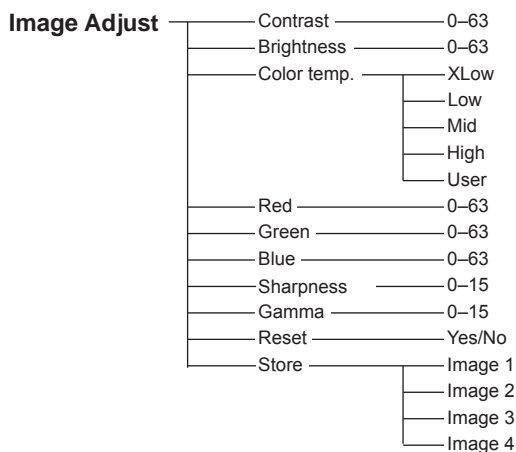 Image Adjust Contrast 0–63
Brightness 0–63
Color temp. XLow
Low
Mid
High
User
Red 0–63
Green 0–63
Blue 0–63
Sharpness 0–15
Gamma 0–15
Reset Yes/No
Store Image 1
Image 2
Image 3
Image 4